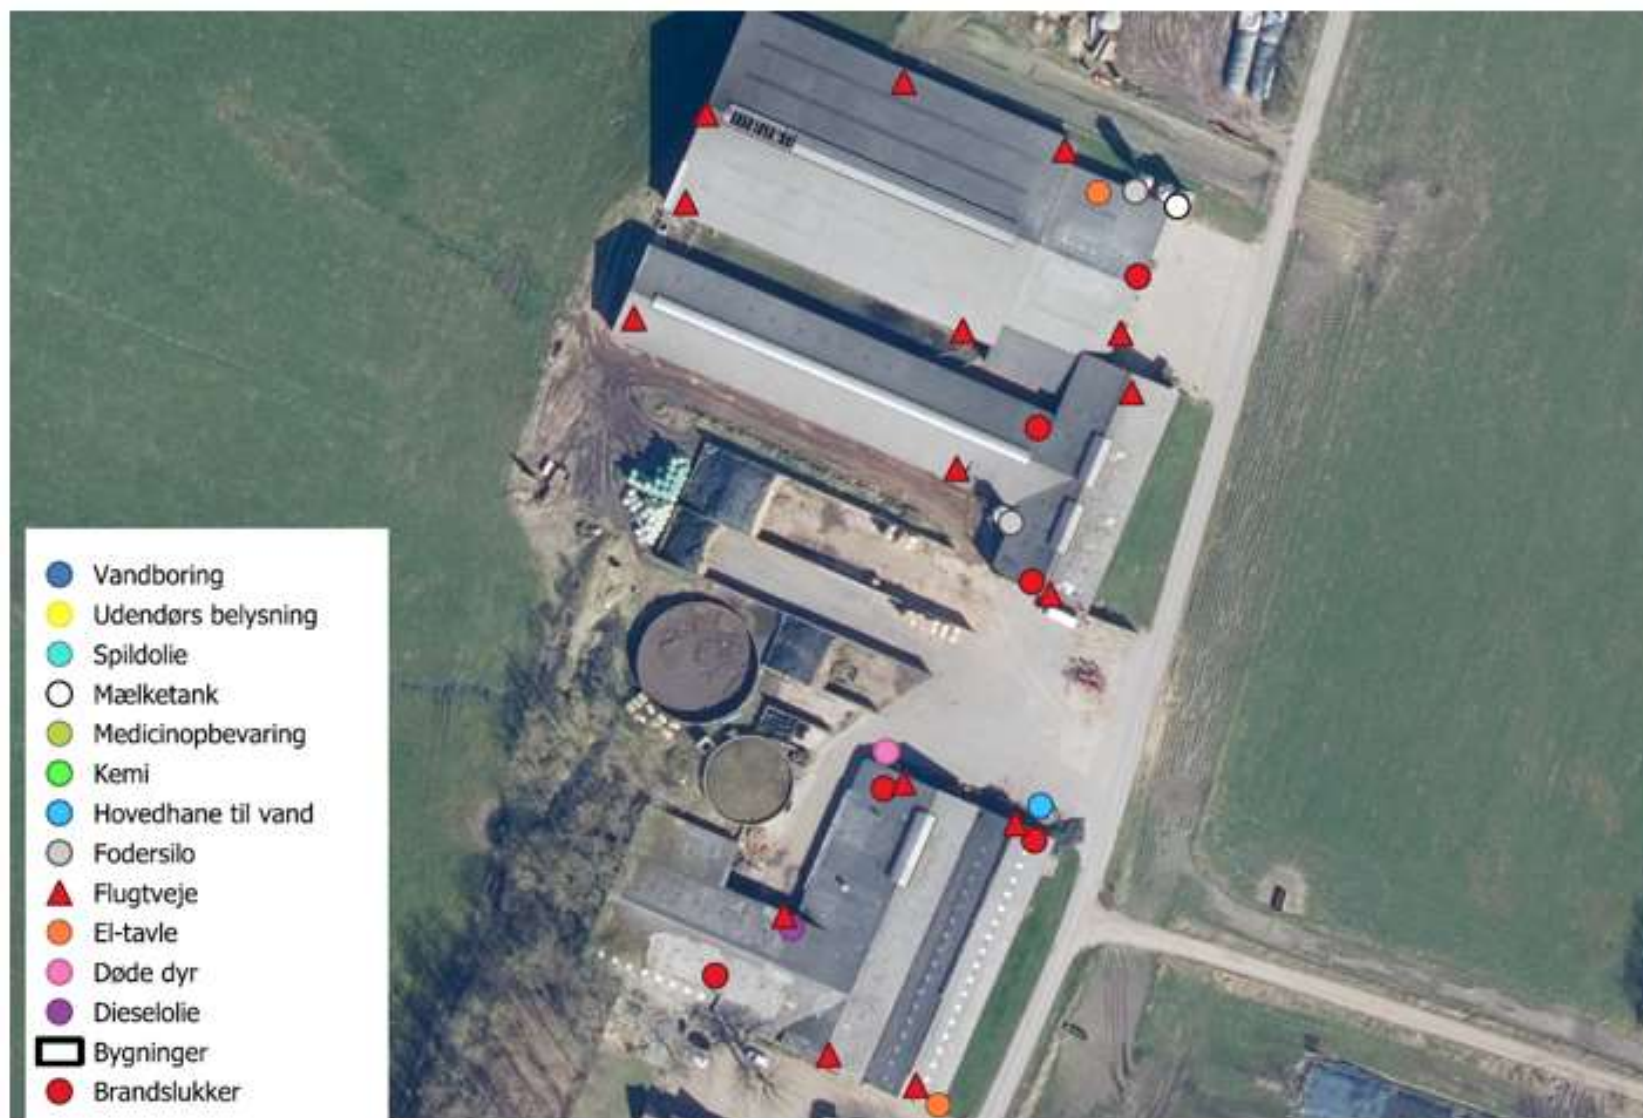 Vandboring
Udendørs belysning
Spildolie
Mælketank
Medicinopbevaring
Kemi
Hovedhane til vand
Fodersilo
Flugtveje
El-tavle
Døde dyr
Dieselolie
Bygninger
Brandslukker